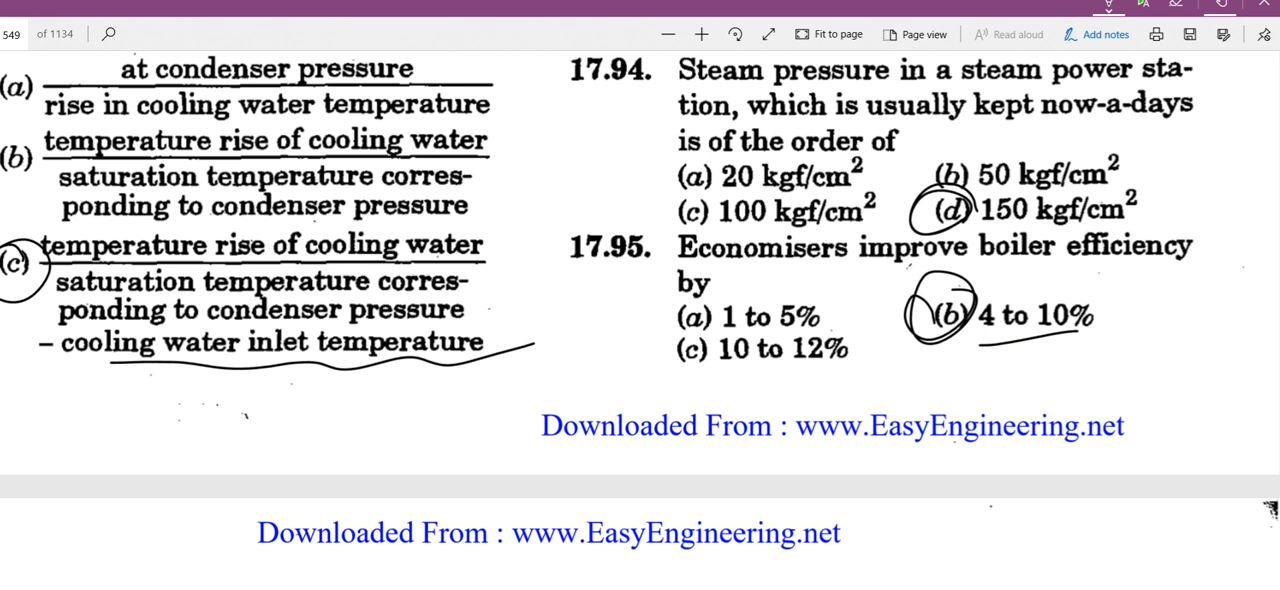 549 of 1134
Fit to page
Page view
Read aloud
Add notes
(a) at condenser pressure
rise in cooling water temperature
(b) temperature rise of cooling water
saturation temperature corres-
ponding to condenser pressure
(c) temperature rise of cooling water
saturation temperature corres-
ponding to condenser pressure
– cooling water inlet temperature
17.94. Steam pressure in a steam power sta-
tion, which is usually kept now-a-days
is of the order of
(a) 20 kgf/cm² (b) 50 kgf/cm²
(c) 100 kgf/cm² (d) 150 kgf/cm²
17.95. Economisers improve boiler efficiency
by
(a) 1 to 5% (b) 4 to 10%
(c) 10 to 12%
Downloaded From : www.EasyEngineering.net
Downloaded From : www.EasyEngineering.net